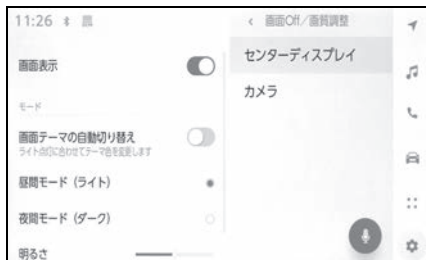 11:26
画面表示
モード
画面テーマの自動切り替え
ライト点灯に合わせてテーマ色を変更します
昼間モード（ライト）
夜間モード（ダーク）
明るさ
< 画面Off／画質調整
センターディスプレイ
カメラ